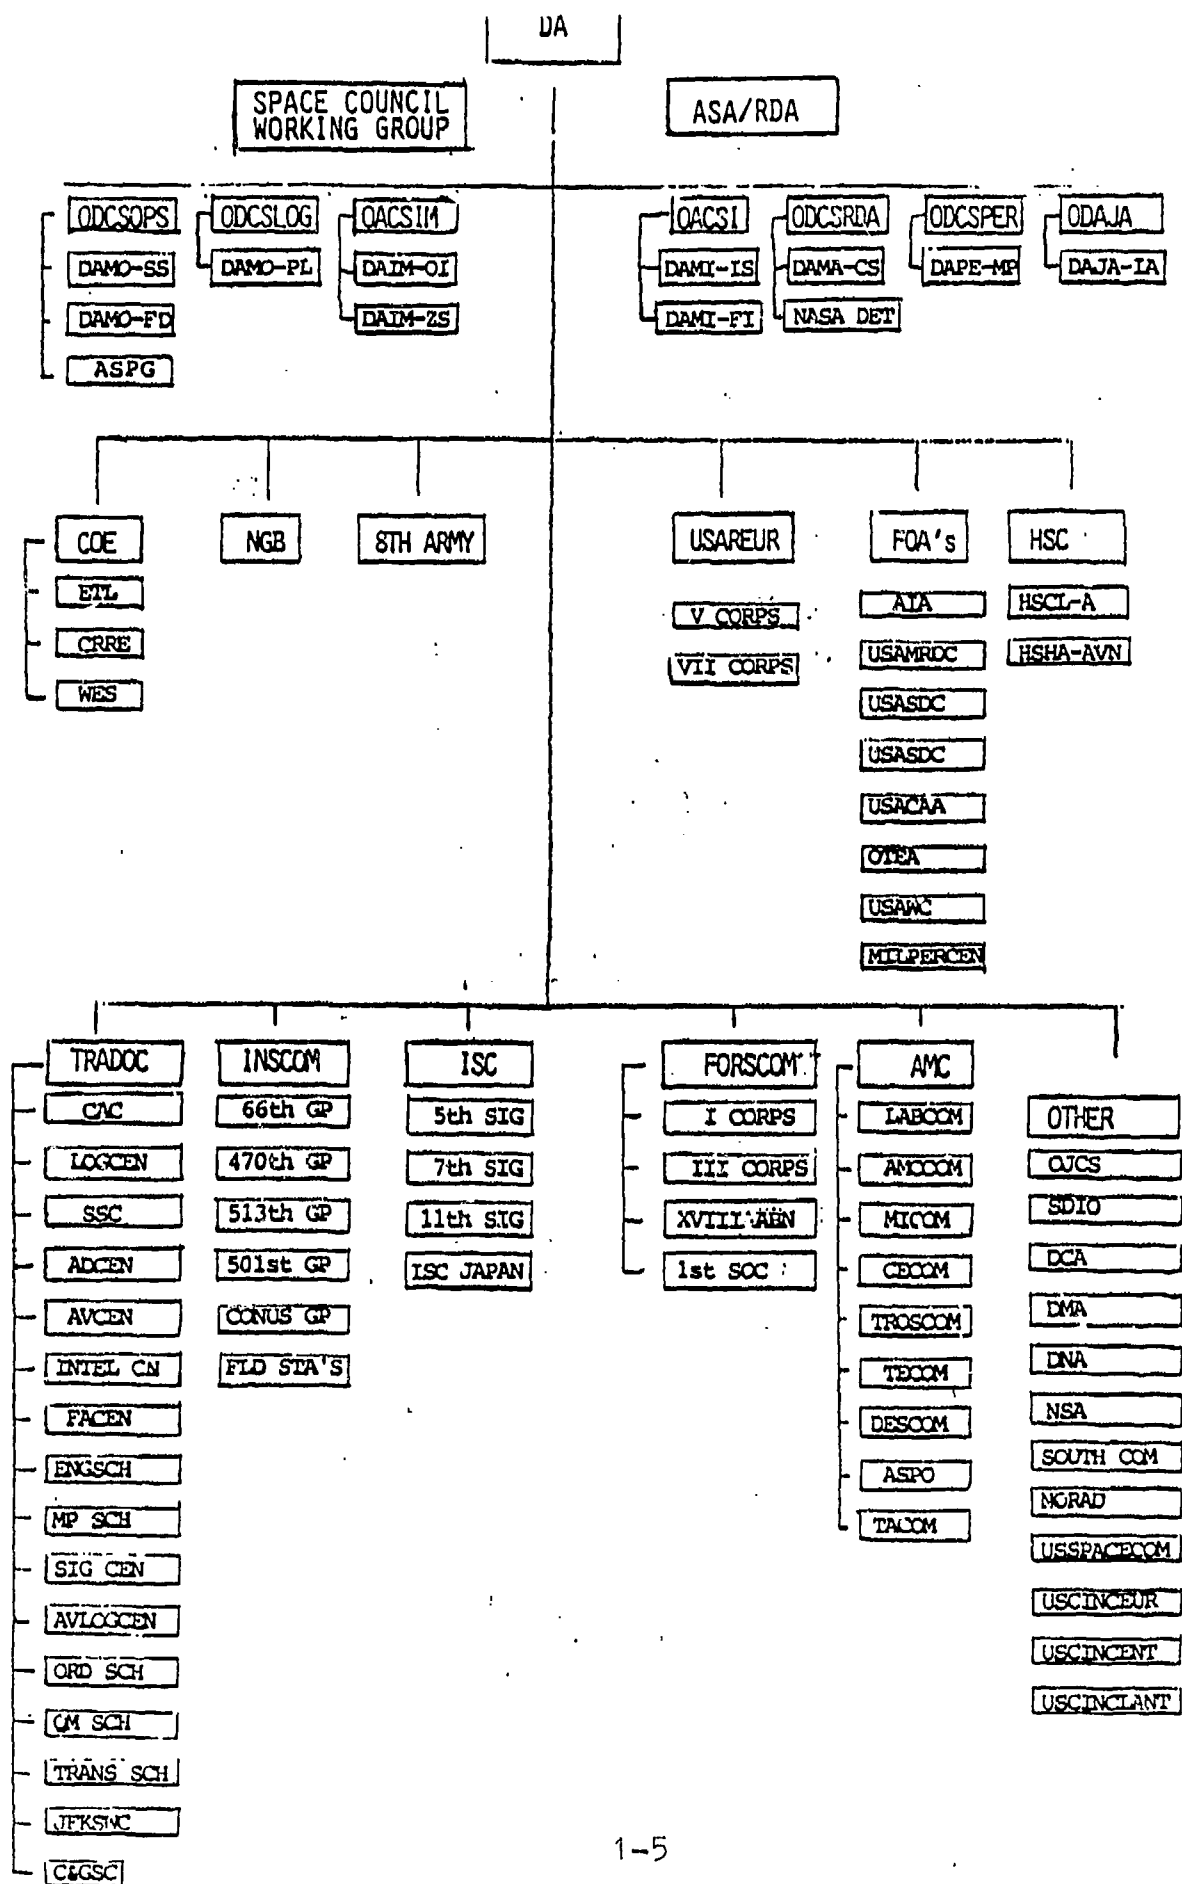 DA
SPACE COUNCIL
WORKING GROUP
ASA/RDA
ODCSOPS
DAMO-SS
DAMO-FD
ASPG
ODCSLOG
DAMO-PL
OACSIM
DAIM-OI
DAIM-ZS
OACSI
DAMI-IS
DAMI-FI
ODCSRDA
DAMA-CS
NASA DET
ODCSPER
DAPE-MP
ODAJA
DAJA-IA
COE
ETL
CRRE
WES
NGB
8TH ARMY
USAREUR
V CORPS
VII CORPS
FOA's
AIA
USAMRDC
USASDC
USASDC
USACAA
OTEA
USAWC
MILPERCEN
HSC
HSCL-A
HSHA-AVN
TRADOC
CAC
LOGCEN
SSC
ADCEN
AVCEN
INTEL CN
FACEN
ENGSCH
MP SCH
SIG CEN
AVLOGCEN
ORD SCH
QM SCH
TRANS SCH
JFKSWC
C&GSC
INSCOM
66th GP
470th GP
513th GP
501st GP
CONUS GP
FLD STA'S
ISC
5th SIG
7th SIG
11th SIG
ISC JAPAN
FORSCOM
I CORPS
III CORPS
XVIII ABN
1st SOC
AMC
LABCOM
AMCCOM
MICOM
CECOM
TROSCOM
TECOM
DESCOM
ASPO
TACOM
OTHER
OJCS
SDIO
DCA
DMA
DNA
NSA
SOUTH COM
NORAD
USSPACECOM
USCINCEUR
USCINCENT
USCINCLANT
1-5